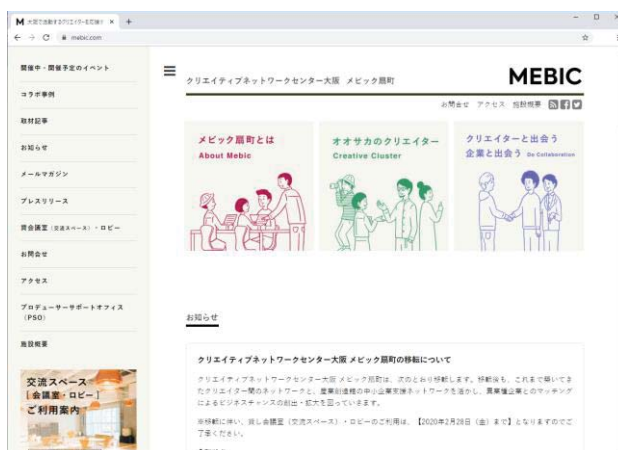 M 大阪で活動するクリエイターを応援す × +
mebic.com
開催中・開催予定のイベント
コラボ事例
取材記事
お知らせ
メールマガジン
プレスリリース
貸会議室（交流スペース）・ロビー
お問合せ
アクセス
プロデューサーサポートオフィス
（PSO）
施設概要
交流スペース
[会議室・ロビー]
ご利用案内
クリエイティブネットワークセンター大阪 メビック扇町
MEBIC
お問合せ アクセス 施設概要
メビック扇町とは
About Mebic
オオサカのクリエイター
Creative Cluster
クリエイターと出会う
企業と出会う Do Collaboration
お知らせ
クリエイティブネットワークセンター大阪 メビック扇町の移転について
クリエイティブネットワークセンター大阪 メビック扇町は、次のとおり移転します。移転後も、これまで築いてき
たクリエイター間のネットワークと、産業創造館の中小企業支援ネットワークを活かし、異業種企業とのマッチング
によるビジネスチャンスの創出・拡大を図っていきます。
※移転に伴い、貸し会議室（交流スペース）・ロビーのご利用は、【2020年2月28日（金）まで】となりますのでご
了承ください。